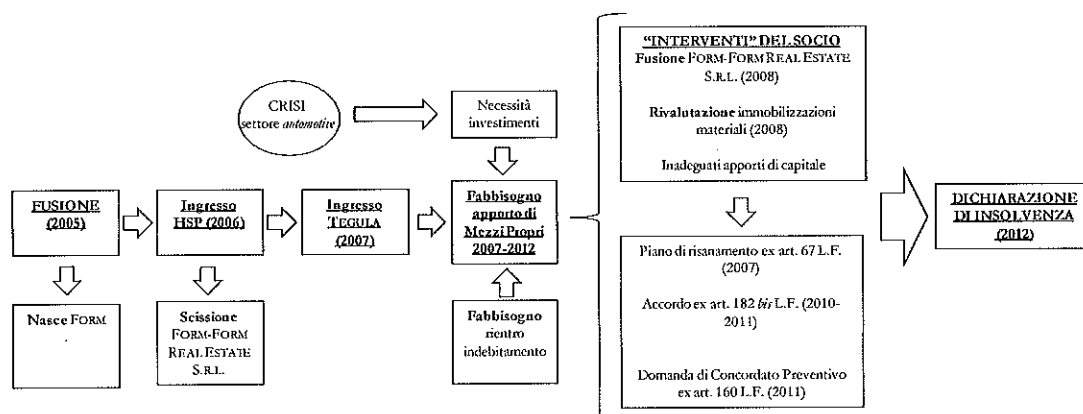 CRISI
settore automotive
Necessità
investimenti
FUSIONE
(2005)
Ingresso
HSP (2006)
Ingresso
TEGULA
(2007)
Fabbisogno
apporto di
Mezzi Propri
2007-2012
Nasce FORM
Scissione
FORM-FORM
REAL ESTATE
S.R.L.
Fabbisogno
rientro
indebitamento
"INTERVENTI" DEL SOCIO
Fusione FORM-FORM REAL ESTATE
S.R.L. (2008)
Rivalutazione immobilizzazioni
materiali (2008)
Inadeguati apporti di capitale
Piano di risanamento ex art. 67 L.F.
(2007)
Accordo ex art. 182 bis L.F. (2010-
2011)
Domanda di Concordato Preventivo
ex art. 160 L.F. (2011)
DICHIARAZIONE
DI INSOLVENZA
(2012)